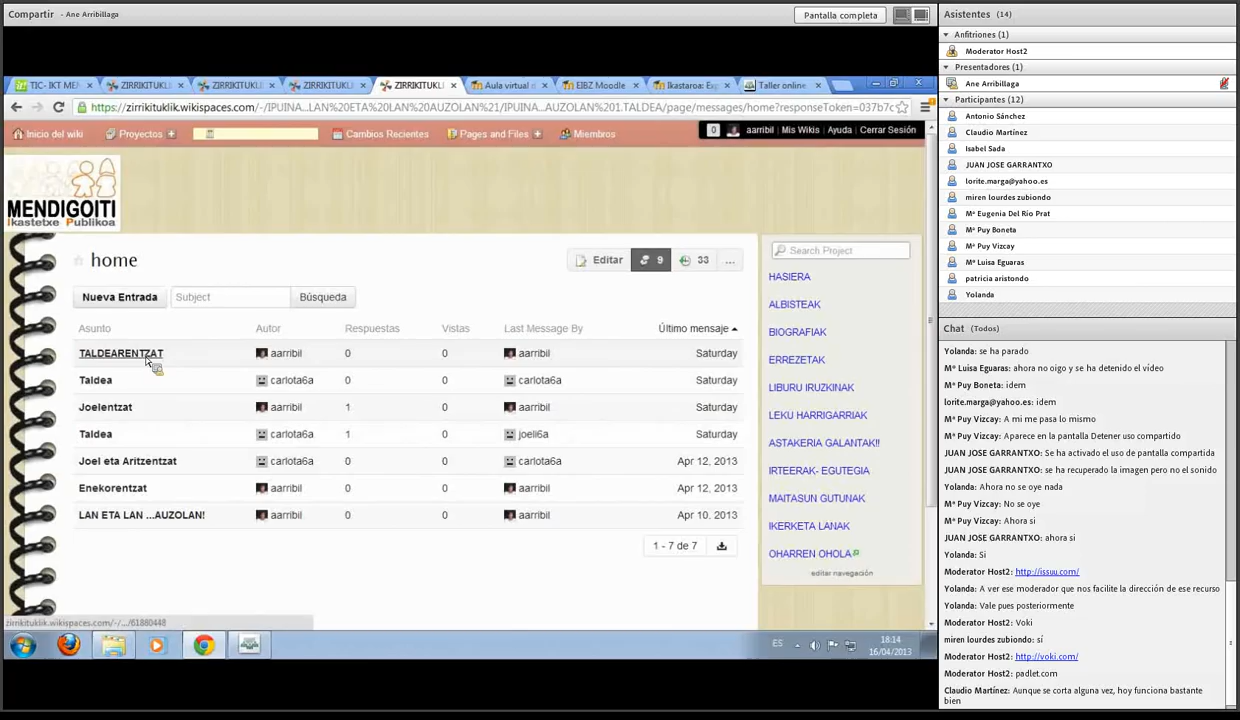 Compartir - Ane Arribillaga
Pantalla completa
TIC- IKT ME
ZIRRIKITUKL
ZIRRIKITUKL
ZIRRIKITUKL
ZIRRIKITUKL
Aula virtual
EIBZ Moodle
Ikastaroa: Ex
Taller online
https://zirrikituklik.wikispaces.com/-/IPUINA...LAN%20ETA%20LAN%20AUZOLAN%21/IPUINA...AUZOLAN%201.TALDEA/page/messages/home?responseToken=037b7c
Inicio del wiki
Proyectos
Cambios Recientes
Pages and Files
Miembros
0 aarribil | Mis Wikis | Ayuda | Cerrar Sesión
MENDIGOITI
Ikastetxe Publikoa
home
Editar 9 33 ...
Nueva Entrada Subject Búsqueda
Asunto Autor Respuestas Vistas Last Message By Último mensaje
TALDEARENTZAT aarribil 0 0 aarribil Saturday
Taldea carlota6a 0 0 carlota6a Saturday
Joelentzat aarribil 1 0 aarribil Saturday
Taldea carlota6a 1 0 joeli6a Saturday
Joel eta Aritzentzat carlota6a 0 0 carlota6a Apr 12, 2013
Enekorentzat aarribil 0 0 aarribil Apr 12, 2013
LAN ETA LAN ...AUZOLAN! aarribil 0 0 aarribil Apr 10, 2013
1 - 7 de 7
Search Project
HASIERA
ALBISTEAK
BIOGRAFIAK
ERREZETAK
LIBURU IRUZKINAK
LEKU HARRIGARRIAK
ASTAKERIA GALANTAK!!
IRTEERAK- EGUTEGIA
MAITASUN GUTUNAK
IKERKETA LANAK
OHARREN OHOLA
editar navegación
zirrikituklik.wikispaces.com/-/.../61880448
ES
18:14
16/04/2013
Asistentes (14)
Anfitriones (1)
Moderator Host2
Presentadores (1)
Ane Arribillaga
Participantes (12)
Antonio Sánchez
Claudio Martínez
Isabel Sada
JUAN JOSE GARRANTXO
lorite.marga@yahoo.es
miren lourdes zubiondo
Mª Eugenia Del Río Prat
Mª Puy Boneta
Mª Puy Vizcay
Mª Luisa Eguaras
patricia aristondo
Yolanda
Chat (Todos)
Yolanda: se ha parado
Mª Luisa Eguaras: ahora no oigo y se ha detenido el vídeo
Mª Puy Boneta: idem
lorite.marga@yahoo.es: idem
Mª Puy Vizcay: A mi me pasa lo mismo
Mª Puy Vizcay: Aparece en la pantalla Detener uso compartido
JUAN JOSE GARRANTXO: Se ha activado el uso de pantalla compartida
JUAN JOSE GARRANTXO: se ha recuperado la imagen pero no el sonido
Yolanda: Ahora no se oye nada
Mª Puy Vizcay: No se oye
Mª Puy Vizcay: Ahora si
JUAN JOSE GARRANTXO: ahora si
Yolanda: Si
Moderator Host2: http://issuu.com/
Yolanda: A ver ese moderador que nos facilite la dirección de ese recurso
Yolanda: Vale pues posteriormente
Moderator Host2: Voki
miren lourdes zubiondo: sí
Moderator Host2: http://voki.com/
Moderator Host2: padlet.com
Claudio Martínez: Aunque se corta alguna vez, hoy funciona bastante
bien